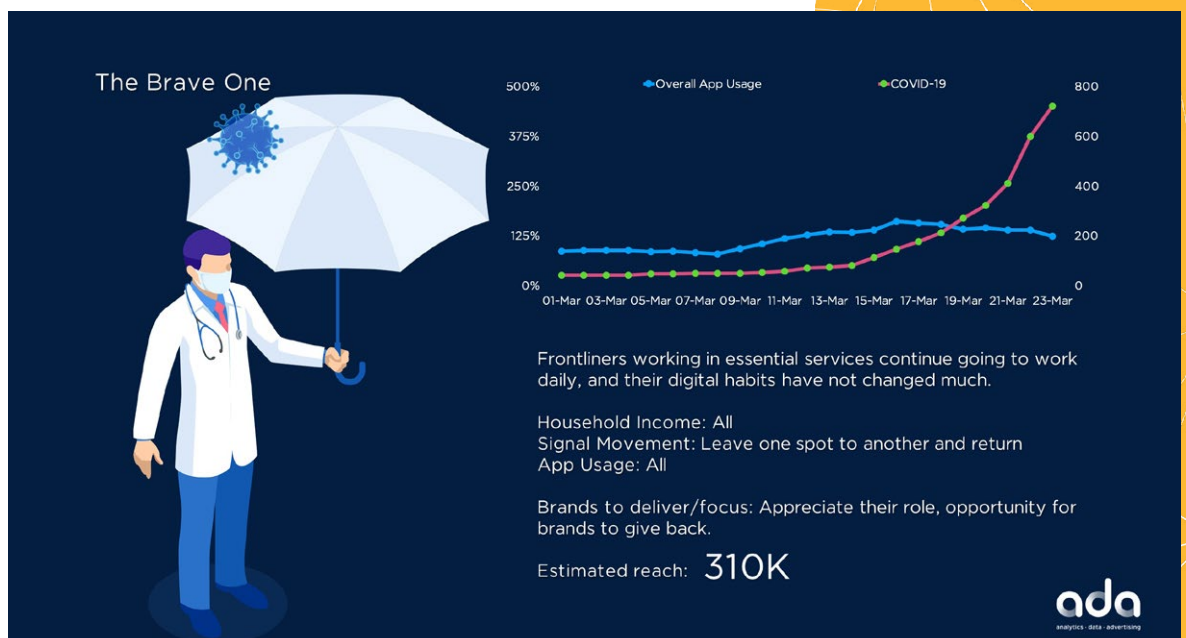 The Brave One
Overall App Usage
COVID-19
500%
375%
250%
125%
0%
800
600
400
200
0
01-Mar 03-Mar 05-Mar 07-Mar 09-Mar 11-Mar 13-Mar 15-Mar 17-Mar 19-Mar 21-Mar 23-Mar
Frontliners working in essential services continue going to work
daily, and their digital habits have not changed much.
Household Income: All
Signal Movement: Leave one spot to another and return
App Usage: All
Brands to deliver/focus: Appreciate their role, opportunity for
brands to give back.
Estimated reach: 310K
ada
analytics · data · advertising